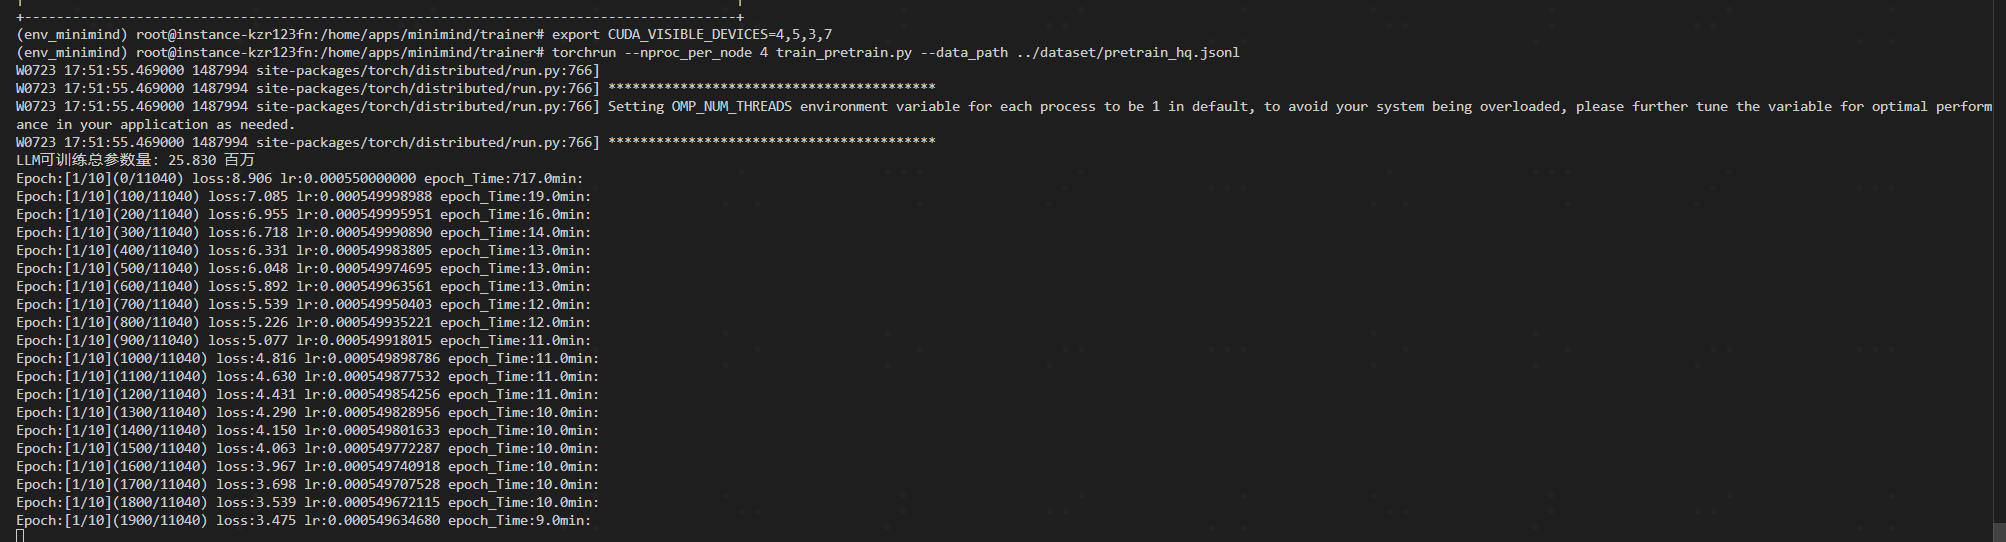 +-----------------------------------------------------------------------------------------+
(env_minimind) root@instance-kzr123fn:/home/apps/minimind/trainer# export CUDA_VISIBLE_DEVICES=4,5,3,7
(env_minimind) root@instance-kzr123fn:/home/apps/minimind/trainer# torchrun --nproc_per_node 4 train_pretrain.py --data_path ../dataset/pretrain_hq.jsonl
W0723 17:51:55.469000 1487994 site-packages/torch/distributed/run.py:766]
W0723 17:51:55.469000 1487994 site-packages/torch/distributed/run.py:766] *****************************************
W0723 17:51:55.469000 1487994 site-packages/torch/distributed/run.py:766] Setting OMP_NUM_THREADS environment variable for each process to be 1 in default, to avoid your system being overloaded, please further tune the variable for optimal perform
ance in your application as needed.
W0723 17:51:55.469000 1487994 site-packages/torch/distributed/run.py:766] *****************************************
LLM可训练总参数量: 25.830 百万
Epoch:[1/10](0/11040) loss:8.906 lr:0.000550000000 epoch_Time:717.0min:
Epoch:[1/10](100/11040) loss:7.085 lr:0.000549998988 epoch_Time:19.0min:
Epoch:[1/10](200/11040) loss:6.955 lr:0.000549995951 epoch_Time:16.0min:
Epoch:[1/10](300/11040) loss:6.718 lr:0.000549990890 epoch_Time:14.0min:
Epoch:[1/10](400/11040) loss:6.331 lr:0.000549983805 epoch_Time:13.0min:
Epoch:[1/10](500/11040) loss:6.048 lr:0.000549974695 epoch_Time:13.0min:
Epoch:[1/10](600/11040) loss:5.892 lr:0.000549963561 epoch_Time:13.0min:
Epoch:[1/10](700/11040) loss:5.539 lr:0.000549950403 epoch_Time:12.0min:
Epoch:[1/10](800/11040) loss:5.226 lr:0.000549935221 epoch_Time:12.0min:
Epoch:[1/10](900/11040) loss:5.077 lr:0.000549918015 epoch_Time:11.0min:
Epoch:[1/10](1000/11040) loss:4.816 lr:0.000549898786 epoch_Time:11.0min:
Epoch:[1/10](1100/11040) loss:4.630 lr:0.000549877532 epoch_Time:11.0min:
Epoch:[1/10](1200/11040) loss:4.431 lr:0.000549854256 epoch_Time:11.0min:
Epoch:[1/10](1300/11040) loss:4.290 lr:0.000549828956 epoch_Time:10.0min:
Epoch:[1/10](1400/11040) loss:4.150 lr:0.000549801633 epoch_Time:10.0min:
Epoch:[1/10](1500/11040) loss:4.063 lr:0.000549772287 epoch_Time:10.0min:
Epoch:[1/10](1600/11040) loss:3.967 lr:0.000549740918 epoch_Time:10.0min:
Epoch:[1/10](1700/11040) loss:3.698 lr:0.000549707528 epoch_Time:10.0min:
Epoch:[1/10](1800/11040) loss:3.539 lr:0.000549672115 epoch_Time:10.0min:
Epoch:[1/10](1900/11040) loss:3.475 lr:0.000549634680 epoch_Time:9.0min: